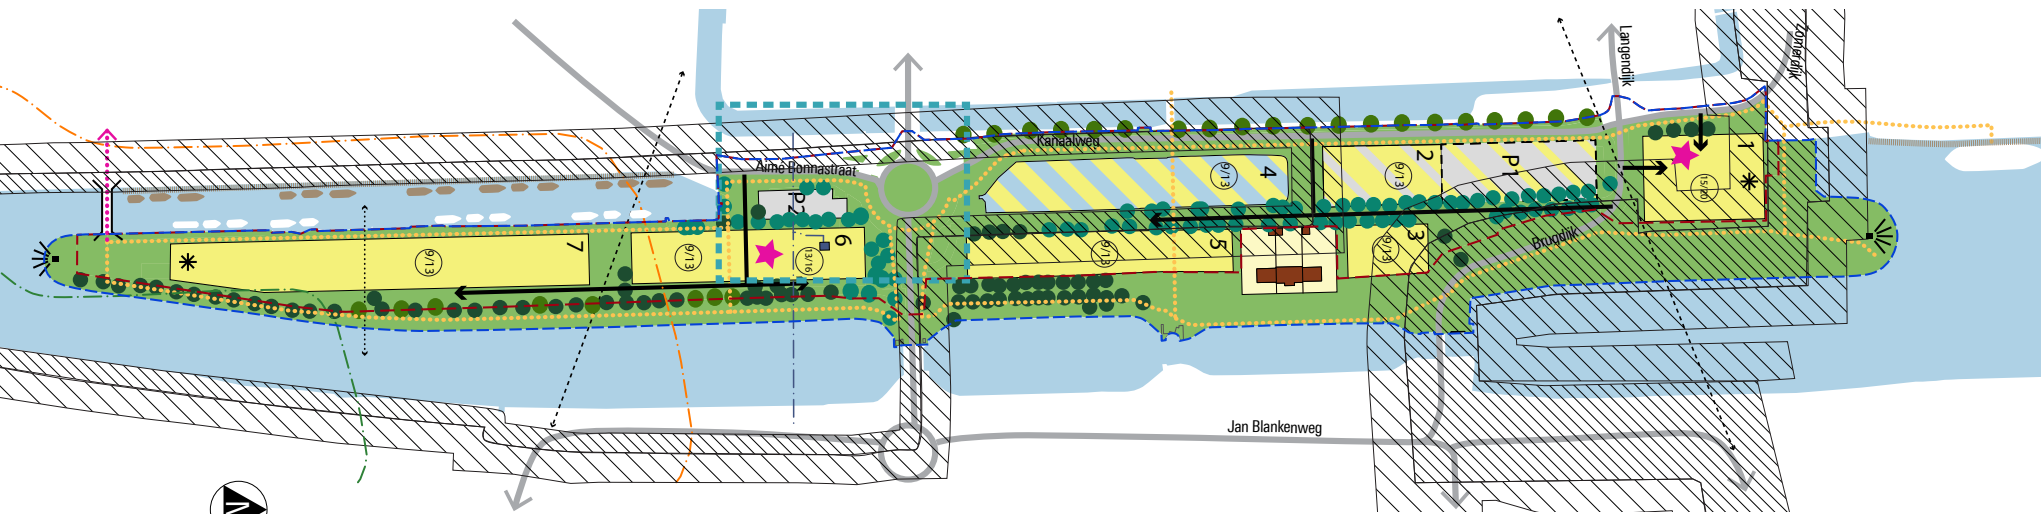 Langendijk
Zomerdijk
Kanaalweg
Aimé Bonnastraat
Brugdijk
Jan Blankenweg
1
15/20
2
9/13
P1
3
9/13
4
9/13
5
9/13
6
13/16
9/13
P2
7
9/13
N